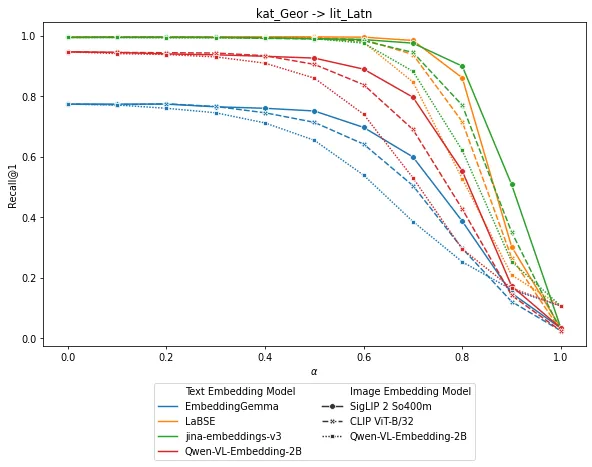 kat_Geor -> lit_Latn
Recall@1
1.0
0.8
0.6
0.4
0.2
0.0
0.0 0.2 0.4 0.6 0.8 1.0
α
Text Embedding Model
EmbeddingGemma
LaBSE
jina-embeddings-v3
Qwen-VL-Embedding-2B
Image Embedding Model
SigLIP 2 So400m
CLIP ViT-B/32
Qwen-VL-Embedding-2B